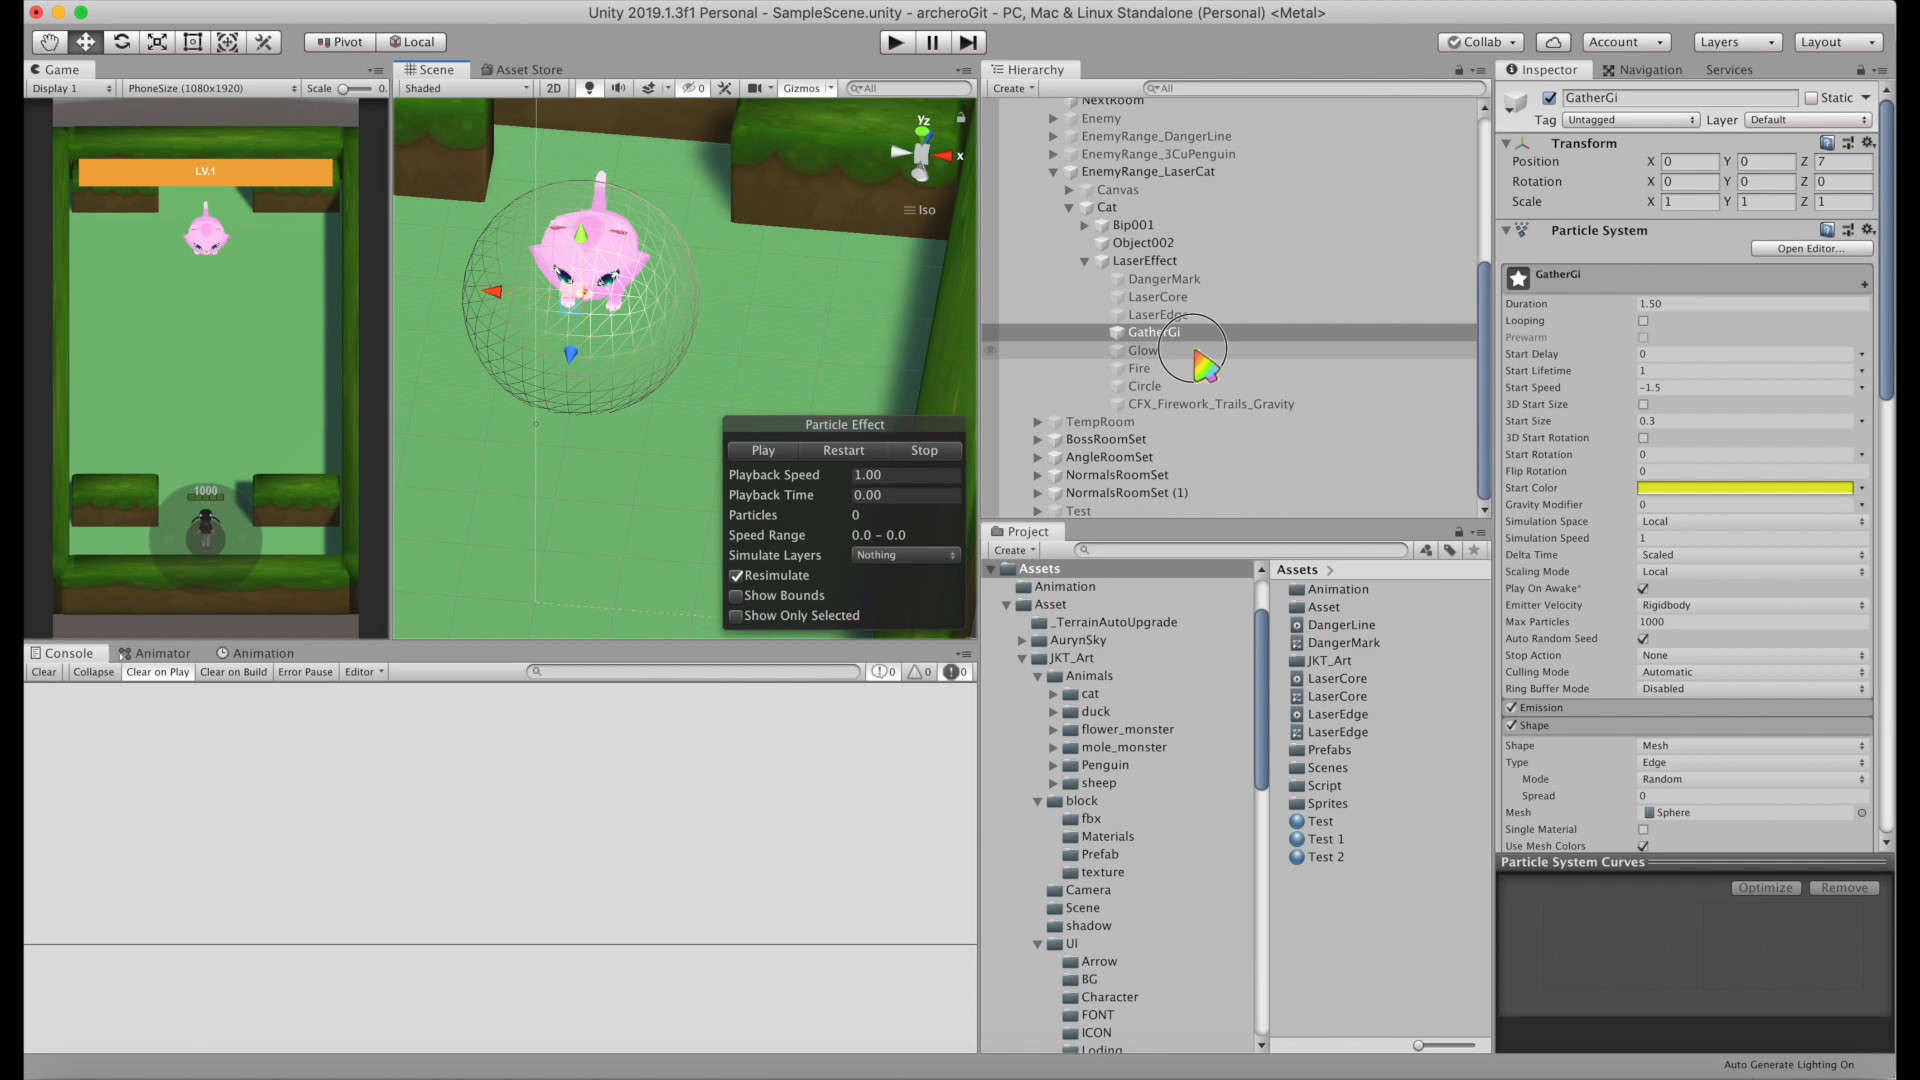 Unity 2019.1.3f1 Personal - SampleScene.unity - archeroGit - PC, Mac & Linux Standalone (Personal) <Metal>
Pivot Local Collab Account Layers Layout
Game
Display 1 PhoneSize (1080x1920) Scale 0.
LV.1
1000
Scene Asset Store
Shaded 2D 0 Gizmos All
y z
x
Iso
Particle Effect
Play Restart Stop
Playback Speed 1.00
Playback Time 0.00
Particles 0
Speed Range 0.0 – 0.0
Simulate Layers Nothing
Resimulate
Show Bounds
Show Only Selected
Console Animator Animation
Clear Collapse Clear on Play Clear on Build Error Pause Editor 0 0 0
Hierarchy
Create All
NextRoom
Enemy
EnemyRange_DangerLine
EnemyRange_3CuPenguin
EnemyRange_LaserCat
Canvas
Cat
Bip001
Object002
LaserEffect
DangerMark
LaserCore
LaserEdge
GatherGi
Glow
Fire
Circle
CFX_Firework_Trails_Gravity
TempRoom
BossRoomSet
AngleRoomSet
NormalsRoomSet
NormalsRoomSet (1)
Test
Project
Create
Assets
Animation
Asset
_TerrainAutoUpgrade
AurynSky
JKT_Art
Animals
cat
duck
flower_monster
mole_monster
Penguin
sheep
block
fbx
Materials
Prefab
texture
Camera
Scene
shadow
UI
Arrow
BG
Character
FONT
ICON
Loding
Assets
Animation
Asset
DangerLine
DangerMark
JKT_Art
LaserCore
LaserCore
LaserEdge
LaserEdge
Prefabs
Scenes
Script
Sprites
Test
Test 1
Test 2
Inspector Navigation Services
GatherGi Static
Tag Untagged Layer Default
Transform
Position X 0 Y 0 Z 7
Rotation X 0 Y 0 Z 0
Scale X 1 Y 1 Z 1
Particle System
Open Editor...
GatherGi
Duration 1.50
Looping
Prewarm
Start Delay 0
Start Lifetime 1
Start Speed -1.5
3D Start Size
Start Size 0.3
3D Start Rotation
Start Rotation 0
Flip Rotation 0
Start Color
Gravity Modifier 0
Simulation Space Local
Simulation Speed 1
Delta Time Scaled
Scaling Mode Local
Play On Awake*
Emitter Velocity Rigidbody
Max Particles 1000
Auto Random Seed
Stop Action None
Culling Mode Automatic
Ring Buffer Mode Disabled
Emission
Shape
Shape Mesh
Type Edge
Mode Random
Spread 0
Mesh Sphere
Single Material
Use Mesh Colors
Particle System Curves
Optimize Remove
Auto Generate Lighting On